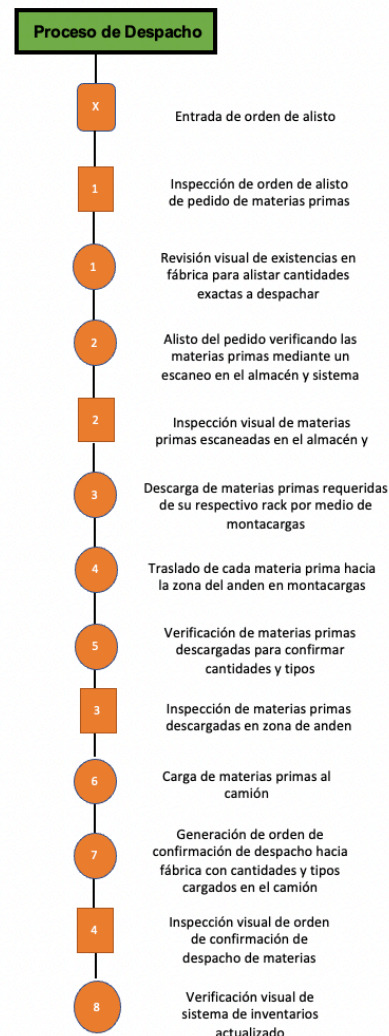 Proceso de Despacho
X
Entrada de orden de alisto
1
Inspección de orden de alisto
de pedido de materias primas
1
Revisión visual de existencias en
fábrica para alistar cantidades
exactas a despachar
2
Alisto del pedido verificando las
materias primas mediante un
escaneo en el almacén y sistema
2
Inspección visual de materias
primas escaneadas en el almacén y
3
Descarga de materias primas requeridas
de su respectivo rack por medio de
montacargas
4
Traslado de cada materia prima hacia
la zona del anden en montacargas
5
Verificación de materias primas
descargadas para confirmar
cantidades y tipos
3
Inspección de materias primas
descargadas en zona de anden
6
Carga de materias primas al
camión
7
Generación de orden de
confirmación de despacho hacia
fábrica con cantidades y tipos
cargados en el camión
4
Inspección visual de orden
de confirmación de
despacho de materias
8
Verificación visual de
sistema de inventarios
actualizado